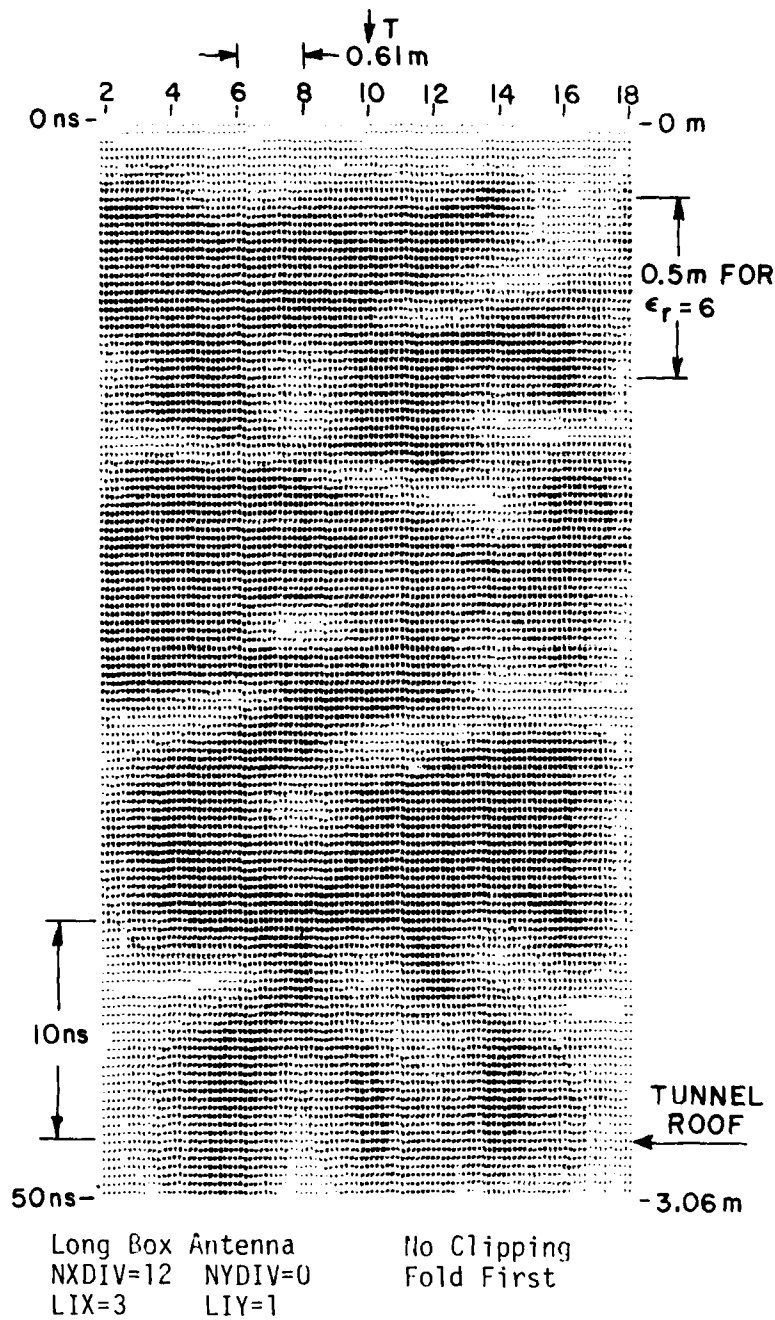 T
0.61m
2 4 6 8 10 12 14 16 18
0 ns
0 m
0.5m FOR
εr = 6
10ns
TUNNEL
ROOF
50ns
3.06m
Long Box Antenna No Clipping
NXDIV=12 NYDIV=0 Fold First
LIX=3 LIY=1